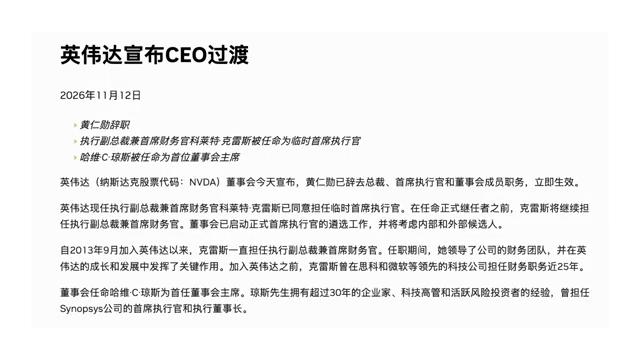 英伟达宣布CEO过渡
2026年11月12日
黄仁勋辞职
执行副总裁兼首席财务官科莱特·克雷斯被任命为临时首席执行官
哈维·C·琼斯被任命为首位董事会主席
英伟达（纳斯达克股票代码：NVDA）董事会今天宣布，黄仁勋已辞去总裁、首席执行官和董事会成员职务，立即生效。
英伟达现任执行副总裁兼首席财务官科莱特·克雷斯已同意担任临时首席执行官。在任命正式继任者之前，克雷斯将继续担
任执行副总裁兼首席财务官。董事会已启动正式首席执行官的遴选工作，并将考虑内部和外部候选人。
自2013年9月加入英伟达以来，克雷斯一直担任执行副总裁兼首席财务官。任职期间，她领导了公司的财务团队，并在英
伟达的成长和发展中发挥了关键作用。加入英伟达之前，克雷斯曾在思科和微软等领先的科技公司担任财务职务近25年。
董事会任命哈维·C·琼斯为首任董事会主席。琼斯先生拥有超过30年的企业家、科技高管和活跃风险投资者的经验，曾担任
Synopsys公司的首席执行官和执行董事长。